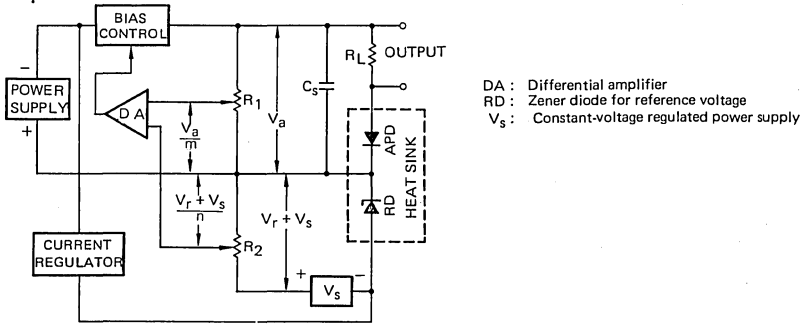 BIAS
CONTROL
−
POWER
SUPPLY
+
DA
Va/m
R1
Va
Cs
RL
OUTPUT
APD
RD
HEAT SINK
Vr + Vs
n
Vr + Vs
R2
CURRENT
REGULATOR
+
Vs
−
DA : Differential amplifier
RD : Zener diode for reference voltage
Vs : Constant-voltage regulated power supply